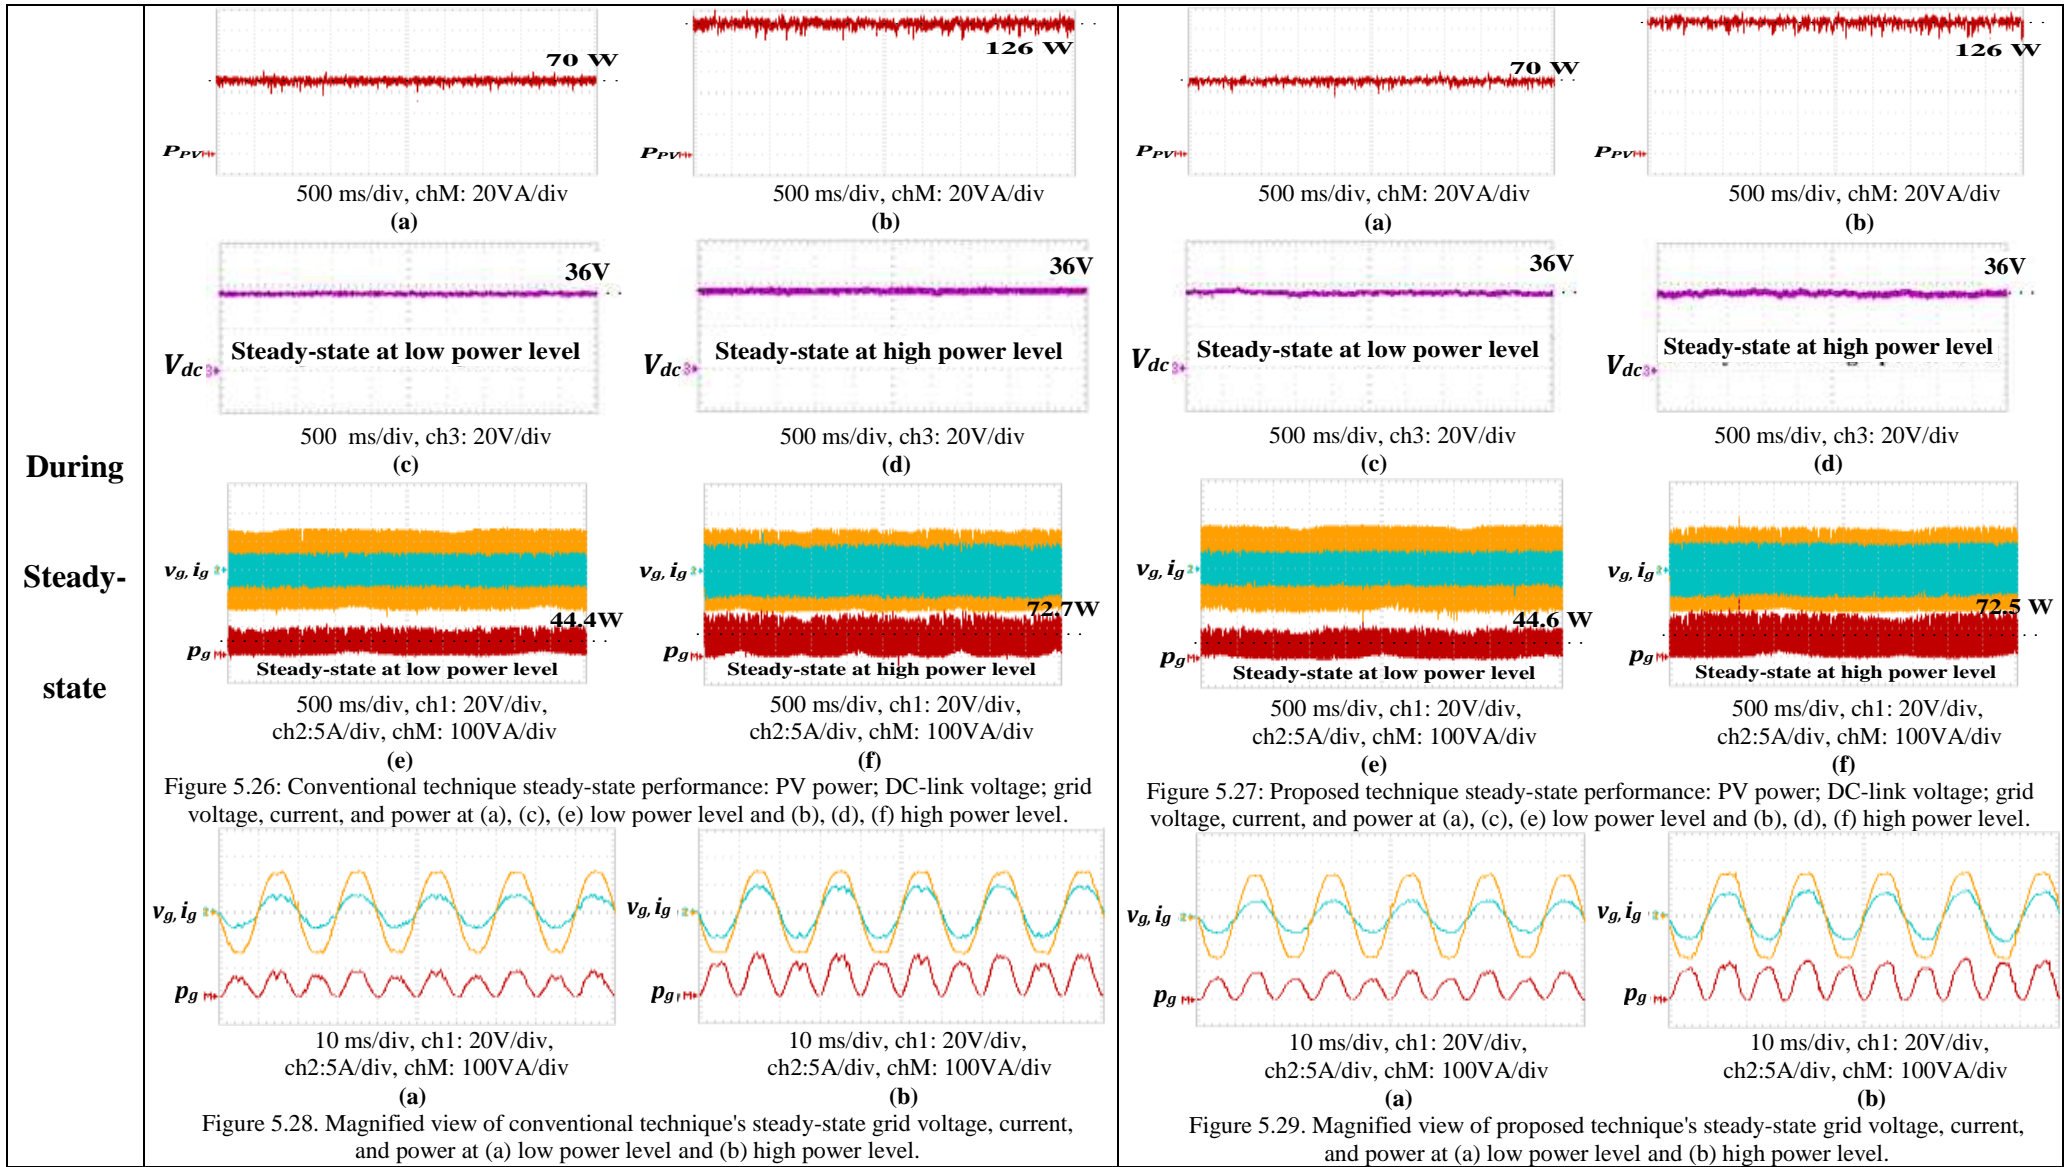 During
Steady-
state
70 W
126 W
P_PV
P_PV
500 ms/div, chM: 20VA/div
500 ms/div, chM: 20VA/div
(a)
(b)
36V
36V
V_dc 3
Steady-state at low power level
V_dc 3
Steady-state at high power level
500 ms/div, ch3: 20V/div
500 ms/div, ch3: 20V/div
(c)
(d)
v_g, i_g 2
v_g, i_g 2
44.4W
72.7W
p_g M
p_g M
Steady-state at low power level
Steady-state at high power level
500 ms/div, ch1: 20V/div,
ch2:5A/div, chM: 100VA/div
500 ms/div, ch1: 20V/div,
ch2:5A/div, chM: 100VA/div
(e)
(f)
Figure 5.26: Conventional technique steady-state performance: PV power; DC-link voltage; grid
voltage, current, and power at (a), (c), (e) low power level and (b), (d), (f) high power level.
v_g, i_g
v_g, i_g
p_g M
p_g M
10 ms/div, ch1: 20V/div,
ch2:5A/div, chM: 100VA/div
10 ms/div, ch1: 20V/div,
ch2:5A/div, chM: 100VA/div
(a)
(b)
Figure 5.28. Magnified view of conventional technique's steady-state grid voltage, current,
and power at (a) low power level and (b) high power level.
70 W
126 W
P_PV
P_PV
500 ms/div, chM: 20VA/div
500 ms/div, chM: 20VA/div
(a)
(b)
36V
36V
V_dc 3
Steady-state at low power level
V_dc 3
Steady-state at high power level
500 ms/div, ch3: 20V/div
500 ms/div, ch3: 20V/div
(c)
(d)
v_g, i_g 2
v_g, i_g 2
44.6 W
72.5 W
p_g M
p_g M
Steady-state at low power level
Steady-state at high power level
500 ms/div, ch1: 20V/div,
ch2:5A/div, chM: 100VA/div
500 ms/div, ch1: 20V/div,
ch2:5A/div, chM: 100VA/div
(e)
(f)
Figure 5.27: Proposed technique steady-state performance: PV power; DC-link voltage; grid
voltage, current, and power at (a), (c), (e) low power level and (b), (d), (f) high power level.
v_g, i_g 2
v_g, i_g 2
p_g M
p_g M
10 ms/div, ch1: 20V/div,
ch2:5A/div, chM: 100VA/div
10 ms/div, ch1: 20V/div,
ch2:5A/div, chM: 100VA/div
(a)
(b)
Figure 5.29. Magnified view of proposed technique's steady-state grid voltage, current,
and power at (a) low power level and (b) high power level.